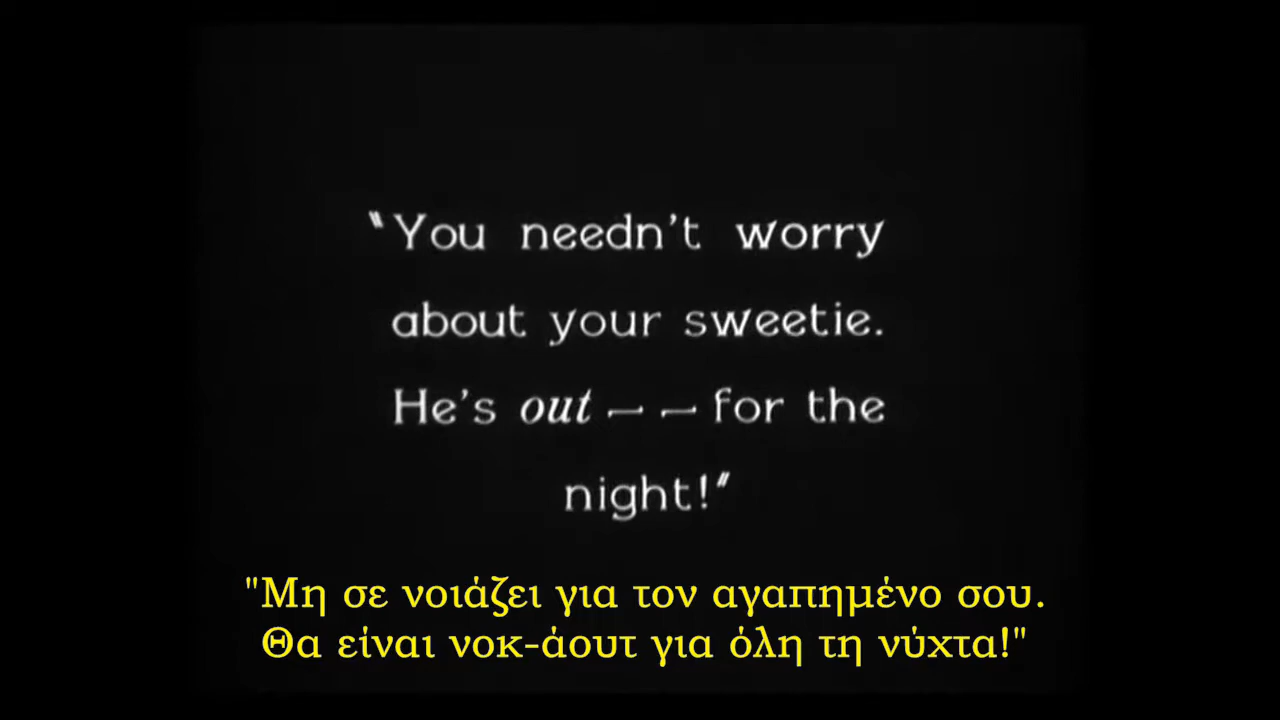 "You needn't worry
about your sweetie.
He's out — — for the
night!"
"Μη σε νοιάζει για τον αγαπημένο σου.
Θα είναι νοκ-άουτ για όλη τη νύχτα!"